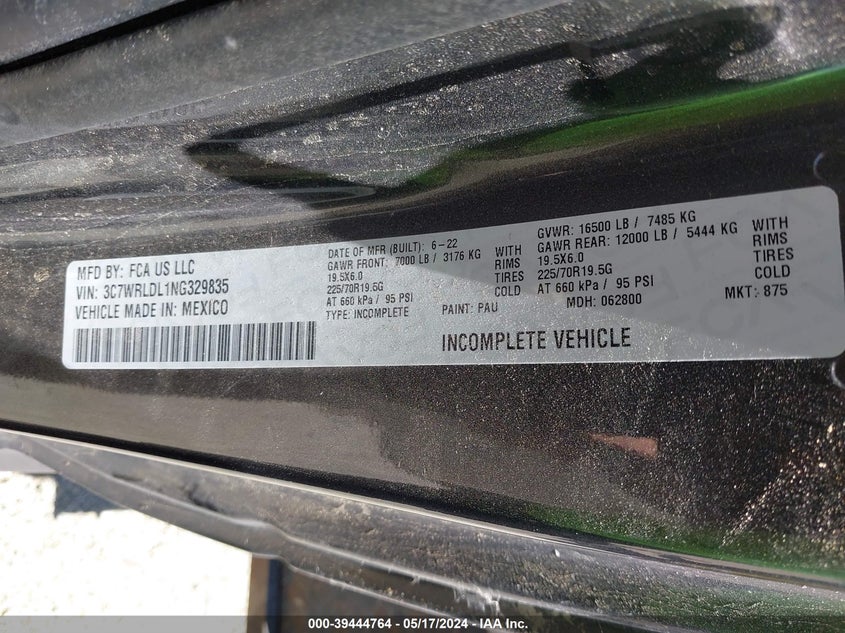 MFD BY: FCA US LLC
VIN: 3C7WRLDL1NG329835
VEHICLE MADE IN: MEXICO
DATE OF MFR (BUILT): 6-22
GAWR FRONT: 7000 LB / 3176 KG WITH
19.5X6.0 RIMS
225/70R19.5G TIRES
AT 660 kPa / 95 PSI COLD
TYPE: INCOMPLETE PAINT: PAU
GVWR: 16500 LB / 7485 KG
GAWR REAR: 12000 LB / 5444 KG WITH
19.5X6.0 RIMS
225/70R19.5G TIRES
AT 660 kPa / 95 PSI COLD
MDH: 062800 MKT: 875
INCOMPLETE VEHICLE
000-39444764 - 05/17/2024 - IAA Inc.